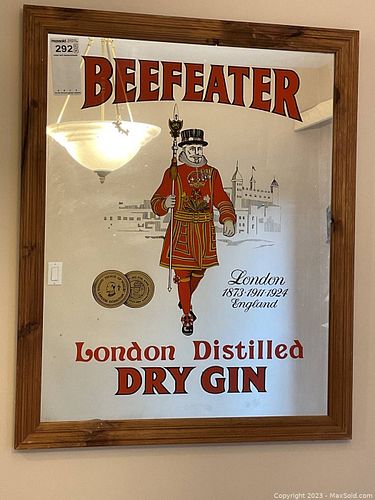 292
BEEFEATER
London
1873·1911·1924
England
London Distilled
DRY GIN
Copyright 2023 - MaxSold.com